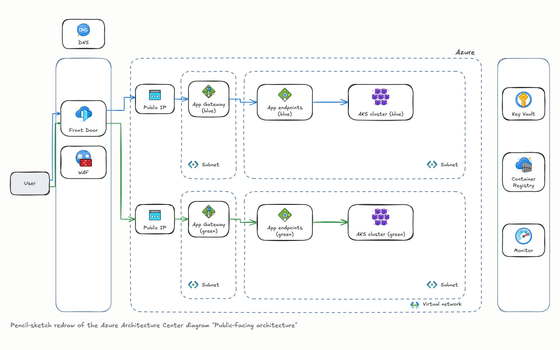 DNS
Azure
Public IP
App Gateway
(blue)
App endpoints
(blue)
AKS cluster (blue)
Key Vault
Front Door
Subnet
Subnet
WAF
User
Container
Registry
Public IP
App Gateway
(green)
App endpoints
(green)
AKS cluster (green)
Monitor
Subnet
Subnet
Virtual network
Pencil-sketch redraw of the Azure Architecture Center diagram "Public-facing architecture"